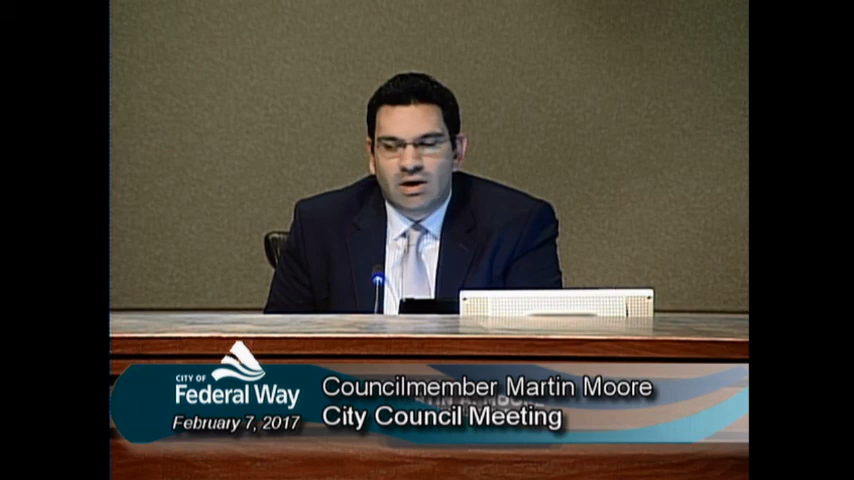 CITY OF
Federal Way
February 7, 2017
Councilmember Martin Moore
City Council Meeting